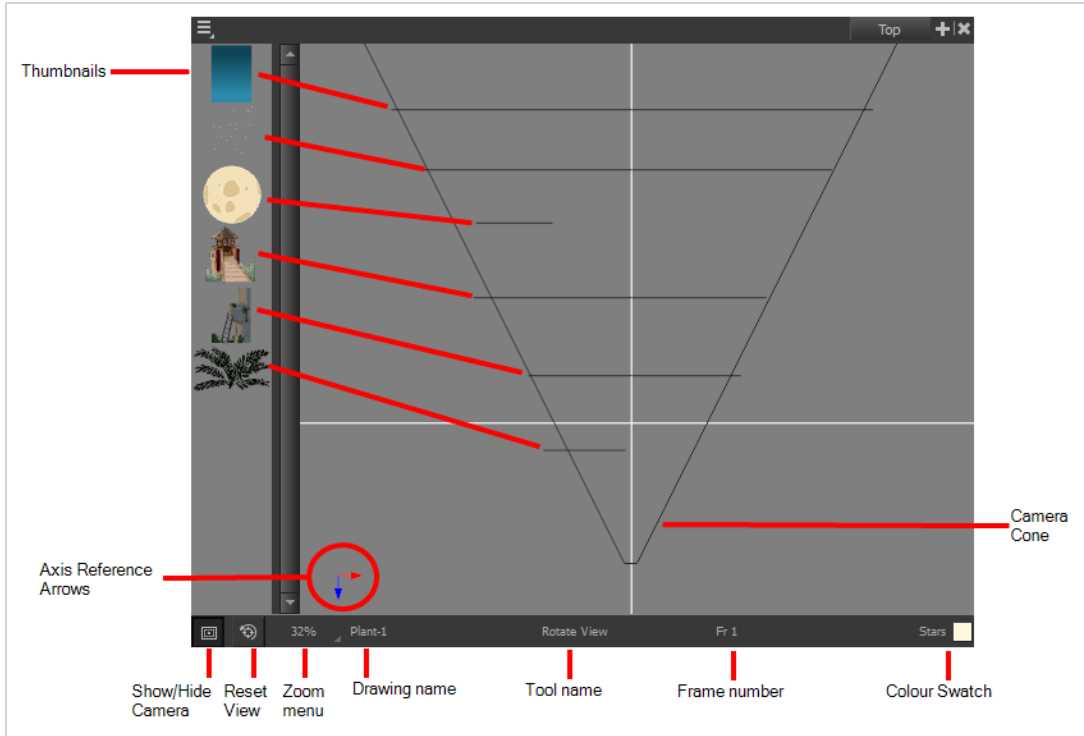 Top
Thumbnails
Camera
Cone
Axis Reference
Arrows
32%
Plant-1
Rotate View
Fr 1
Stars
Show/Hide
Camera
Reset
View
Zoom
menu
Drawing name
Tool name
Frame number
Colour Swatch